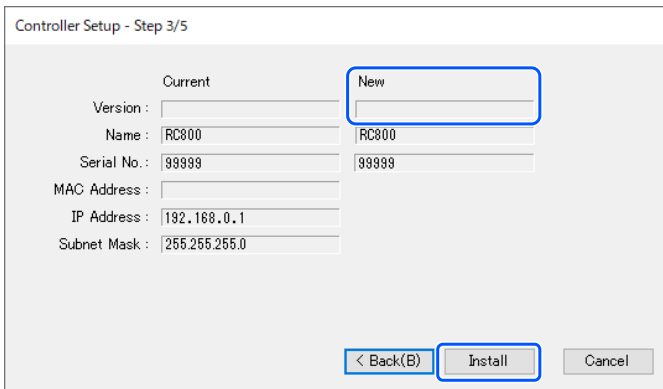 Controller Setup - Step 3/5
Current New
Version :
Name : RC800 RC800
Serial No. : 99999 99999
MAC Address :
IP Address : 192.168.0.1
Subnet Mask : 255.255.255.0
< Back(B) Install Cancel